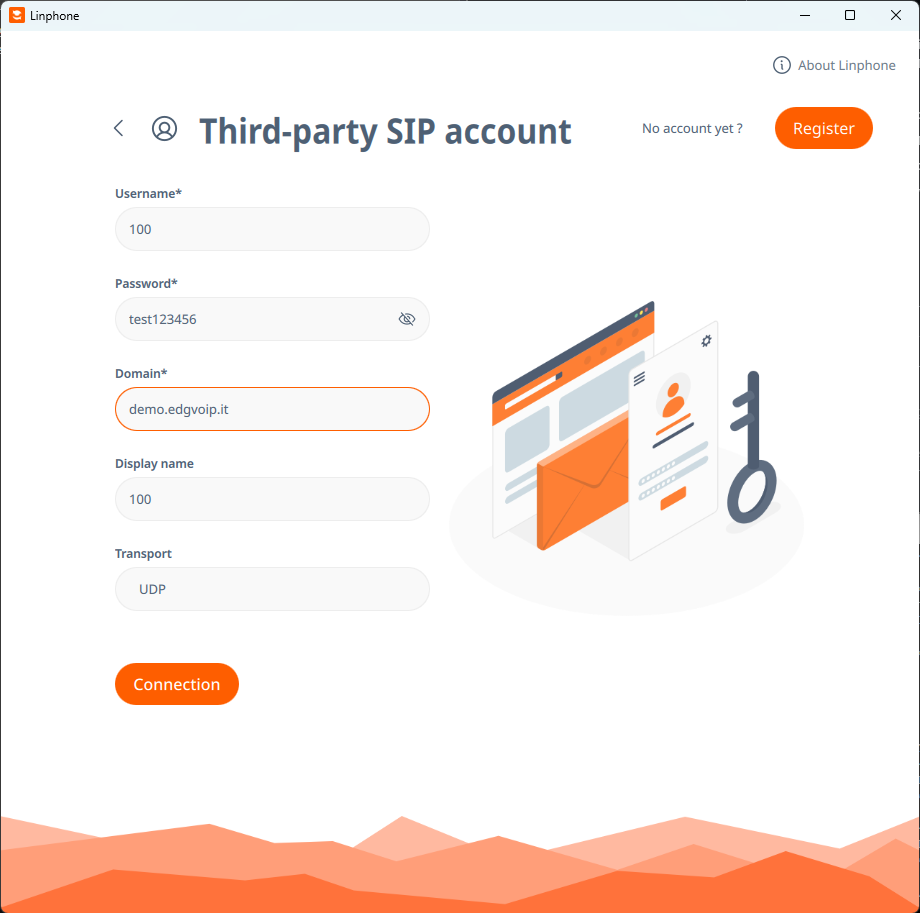 Linphone
About Linphone
Third-party SIP account
No account yet ?
Register
Username*
100
Password*
test123456
Domain*
demo.edgvoip.it
Display name
100
Transport
UDP
Connection